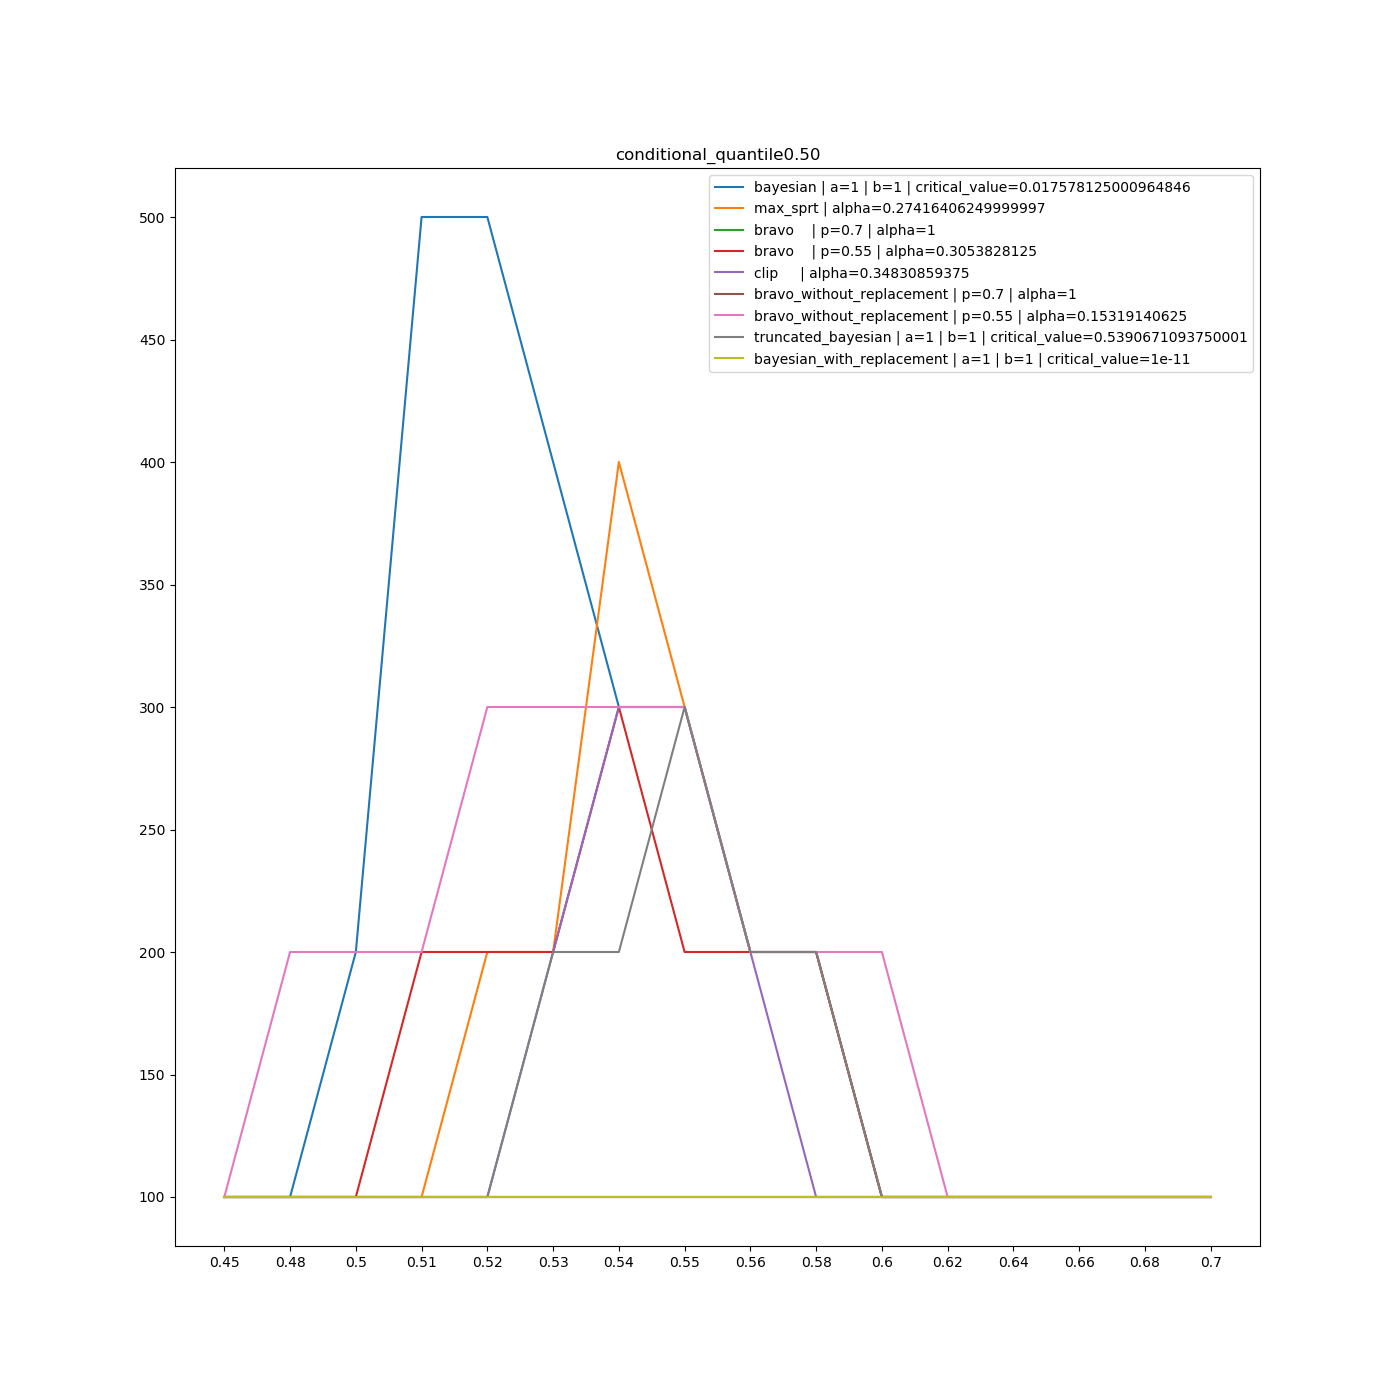 conditional_quantile0.50
bayesian | a=1 | b=1 | critical_value=0.017578125000964846
max_sprt | alpha=0.27416406249999997
bravo    | p=0.7 | alpha=1
bravo    | p=0.55 | alpha=0.3053828125
clip     | alpha=0.34830859375
bravo_without_replacement | p=0.7 | alpha=1
bravo_without_replacement | p=0.55 | alpha=0.15319140625
truncated_bayesian | a=1 | b=1 | critical_value=0.5390671093750001
bayesian_with_replacement | a=1 | b=1 | critical_value=1e-11
500
450
400
350
300
250
200
150
100
0.45 0.48 0.5 0.51 0.52 0.53 0.54 0.55 0.56 0.58 0.6 0.62 0.64 0.66 0.68 0.7